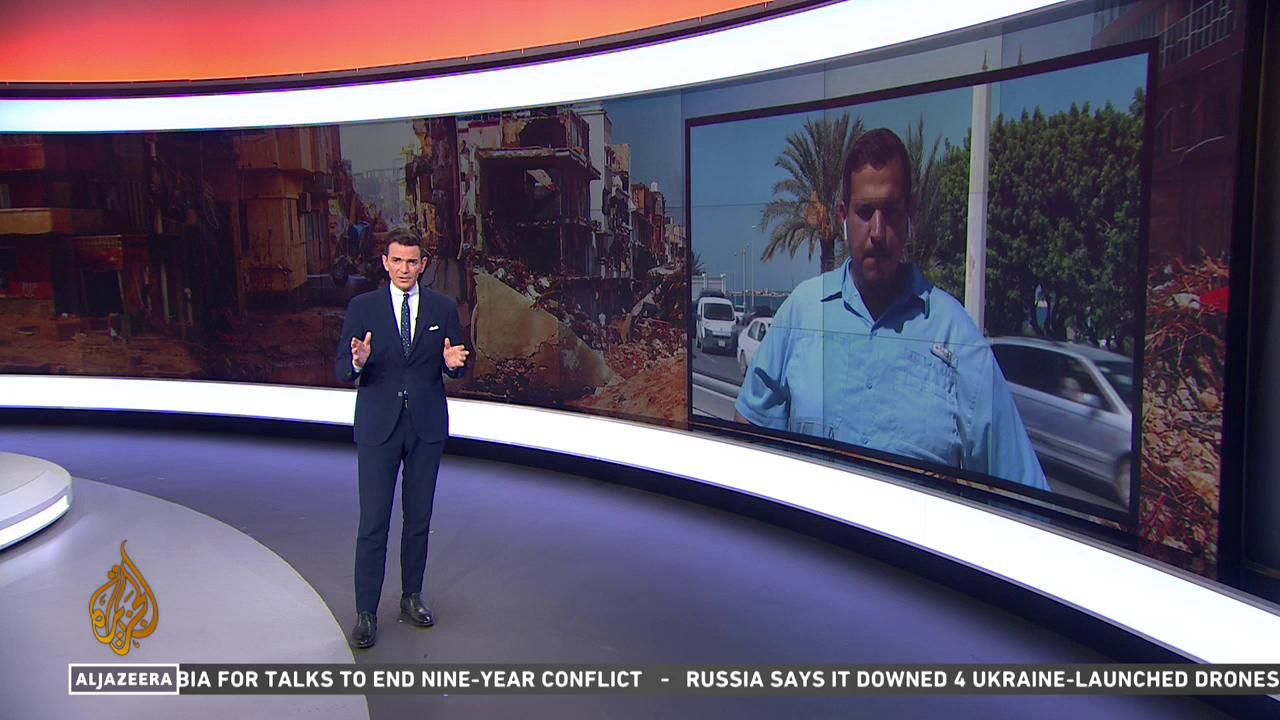 الجزيرة
ALJAZEERA
BIA FOR TALKS TO END NINE-YEAR CONFLICT - RUSSIA SAYS IT DOWNED 4 UKRAINE-LAUNCHED DRONES